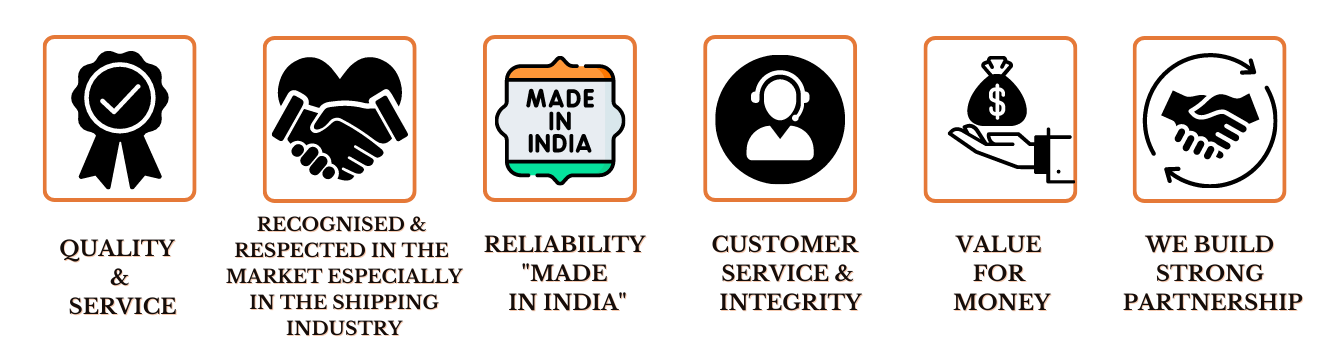 MADE
IN
INDIA
$
QUALITY
&
SERVICE
RECOGNISED &
RESPECTED IN THE
MARKET ESPECIALLY
IN THE SHIPPING
INDUSTRY
RELIABILITY
"MADE
IN INDIA"
CUSTOMER
SERVICE &
INTEGRITY
VALUE
FOR
MONEY
WE BUILD
STRONG
PARTNERSHIP